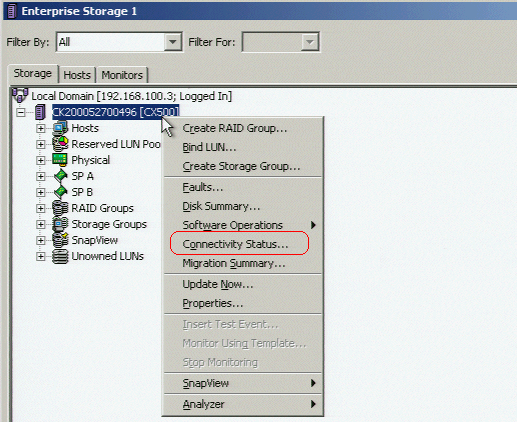 Enterprise Storage 1
Filter By: All Filter For:
Storage Hosts Monitors
Local Domain [192.168.100.3; Logged In]
CK200052700496 [CX500]
Hosts
Reserved LUN Poo
Physical
SP A
SP B
RAID Groups
Storage Groups
SnapView
Unowned LUNs
Create RAID Group...
Bind LUN...
Create Storage Group...
Faults...
Disk Summary...
Software Operations
Connectivity Status...
Migration Summary...
Update Now...
Properties...
Insert Test Event...
Monitor Using Template...
Stop Monitoring
SnapView
Analyzer